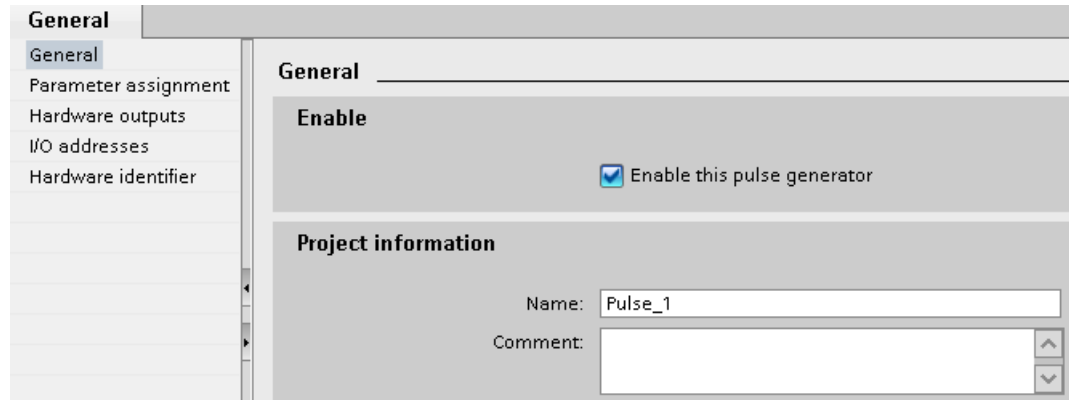 General
General
Parameter assignment
Hardware outputs
I/O addresses
Hardware identifier
General
Enable
Enable this pulse generator
Project information
Name: Pulse_1
Comment: